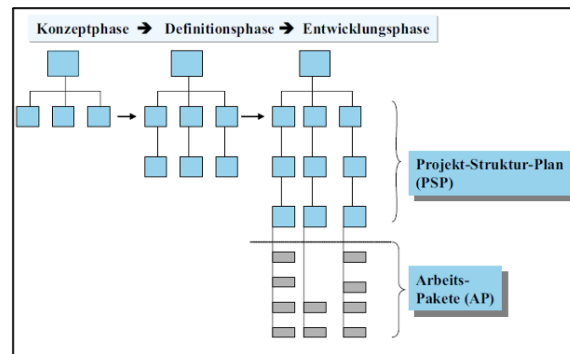 Konzeptphase ➔ Definitionsphase ➔ Entwicklungsphase
Projekt-Struktur-Plan
(PSP)
Arbeits-
Pakete (AP)